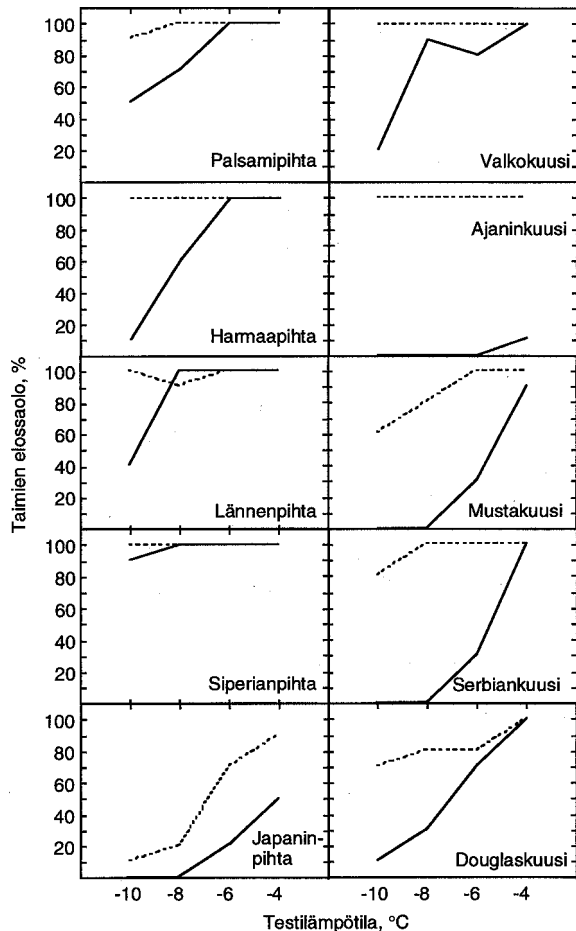 100
80
60
40
20
Palsamipihta
Valkokuusi
100
80
60
40
20
Harmaapihta
Ajaninkuusi
100
80
60
40
20
Lännenpihta
Mustakuusi
100
80
60
40
20
Siperianpihta
Serbiankuusi
100
80
60
40
20
Japanin-
pihta
Douglaskuusi
-10 -8 -6 -4 -10 -8 -6 -4
Testilämpötila, °C
Taimien elossaolo, %